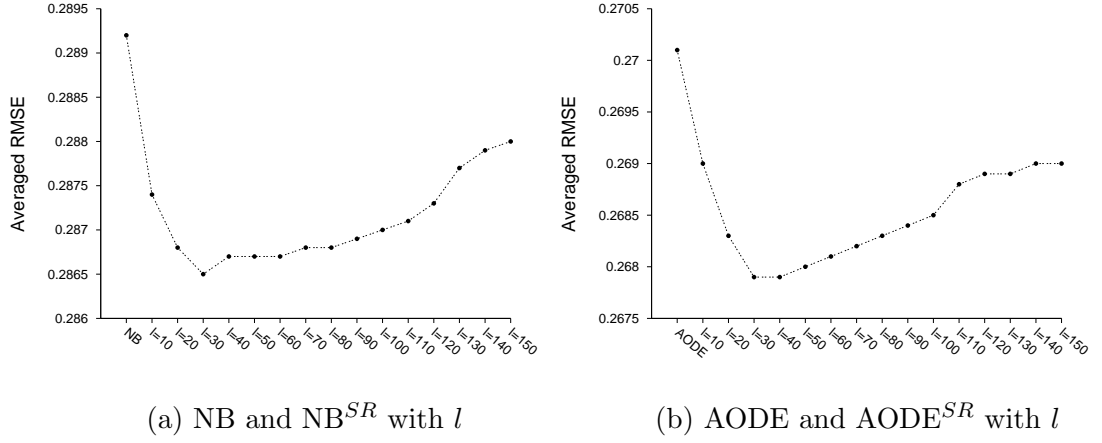 0.2895
0.289
0.2885
0.288
0.2875
0.287
0.2865
0.286
Averaged RMSE
NB l=10 l=20 l=30 l=40 l=50 l=60 l=70 l=80 l=90 l=100 l=110 l=120 l=130 l=140 l=150
(a) NB and NB^{SR} with l
0.2705
0.27
0.2695
0.269
0.2685
0.268
0.2675
Averaged RMSE
AODE l=10 l=20 l=30 l=40 l=50 l=60 l=70 l=80 l=90 l=100 l=110 l=120 l=130 l=140 l=150
(b) AODE and AODE^{SR} with l